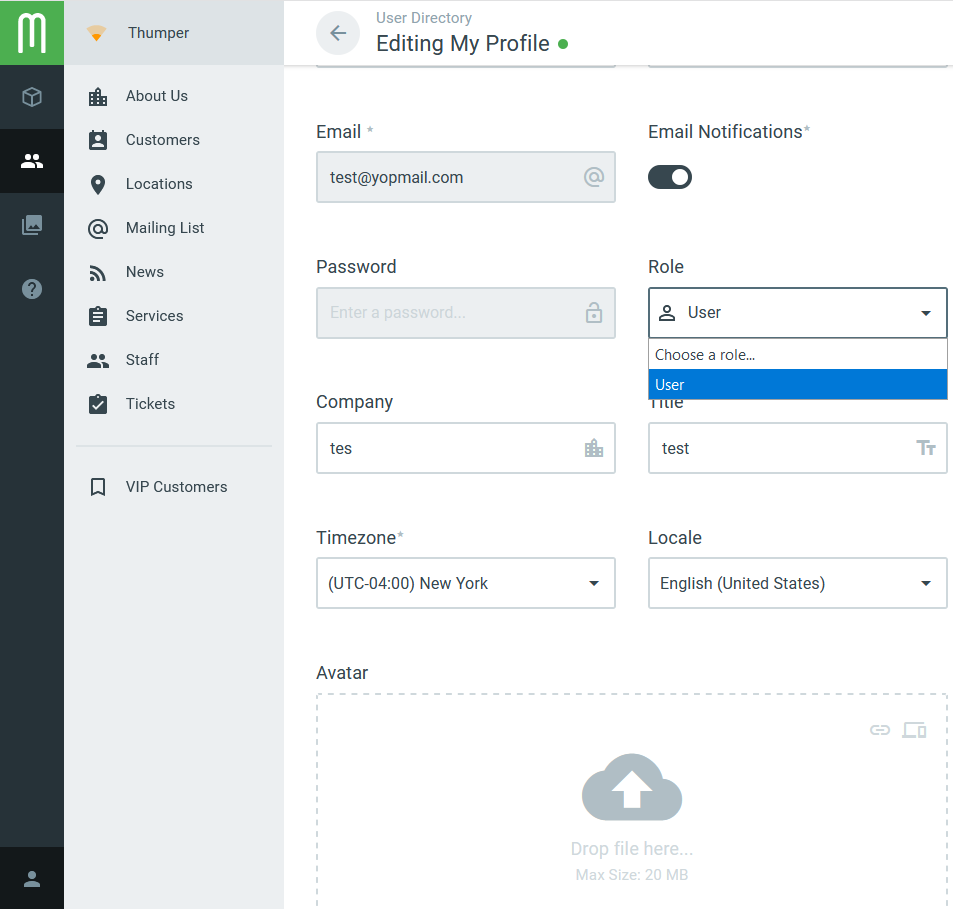 Thumper
User Directory
Editing My Profile
About Us
Customers
Locations
Mailing List
News
Services
Staff
Tickets
VIP Customers
Email *
Email Notifications*
test@yopmail.com
Password
Role
Enter a password...
User
Choose a role...
User
Company
Title
tes
test
Timezone*
Locale
(UTC-04:00) New York
English (United States)
Avatar
Drop file here...
Max Size: 20 MB